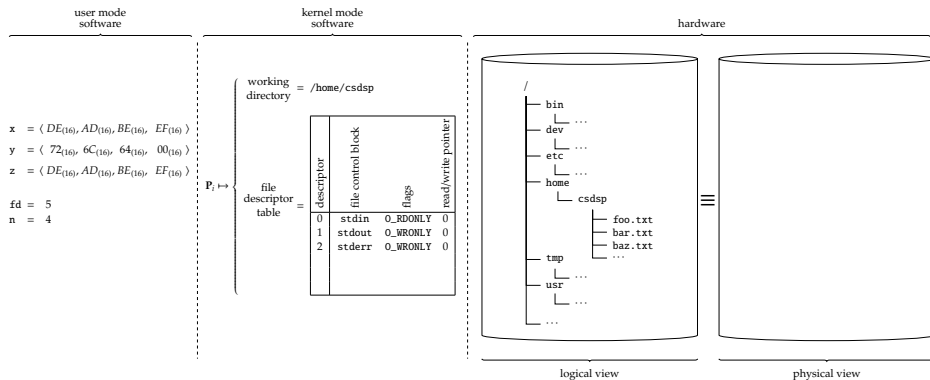 user mode
software
kernel mode
software
hardware
x = ⟨ DE(16), AD(16), BE(16), EF(16) ⟩
y = ⟨ 72(16), 6C(16), 64(16), 00(16) ⟩
z = ⟨ DE(16), AD(16), BE(16), EF(16) ⟩
fd = 5
n = 4
Pi ↦
working
directory = /home/csdsp
file
descriptor
table =
descriptor file control block flags read/write pointer
0 stdin O_RDONLY 0
1 stdout O_WRONLY 0
2 stderr O_WRONLY 0
/
bin
...
dev
...
etc
...
home
csdsp
foo.txt
bar.txt
baz.txt
...
tmp
...
usr
...
...
≡
logical view
physical view